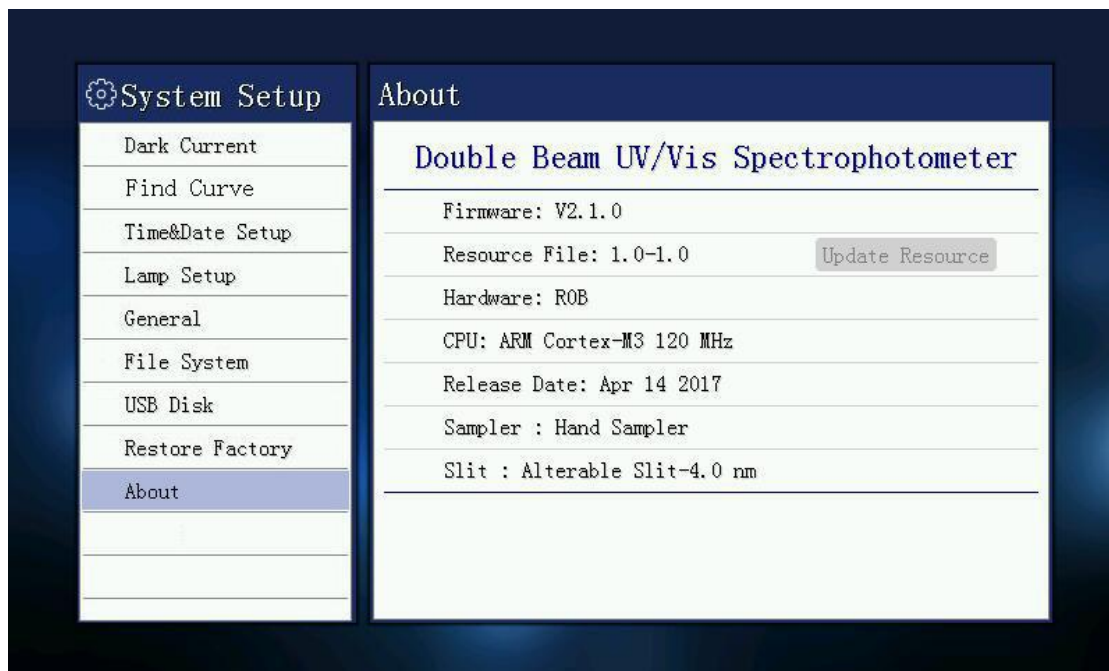 System Setup
Dark Current
Find Curve
Time&Date Setup
Lamp Setup
General
File System
USB Disk
Restore Factory
About
About
Double Beam UV/Vis Spectrophotometer
Firmware: V2.1.0
Resource File: 1.0-1.0 Update Resource
Hardware: R0B
CPU: ARM Cortex-M3 120 MHz
Release Date: Apr 14 2017
Sampler : Hand Sampler
Slit : Alterable Slit-4.0 nm